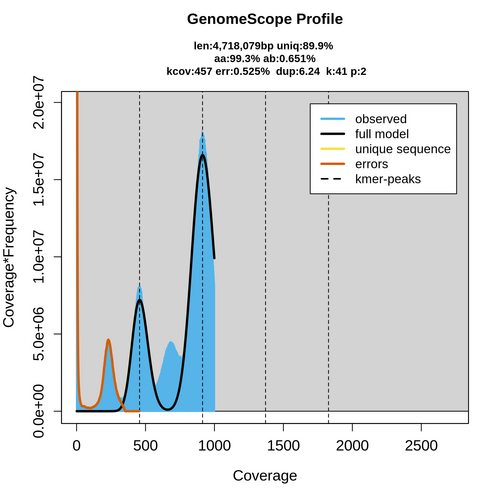 GenomeScope Profile
len:4,718,079bp uniq:89.9%
aa:99.3% ab:0.651%
kcov:457 err:0.525% dup:6.24 k:41 p:2
observed
full model
unique sequence
errors
kmer-peaks
Coverage*Frequency
2.0e+07
1.5e+07
1.0e+07
5.0e+06
0.0e+00
0 500 1000 1500 2000 2500
Coverage